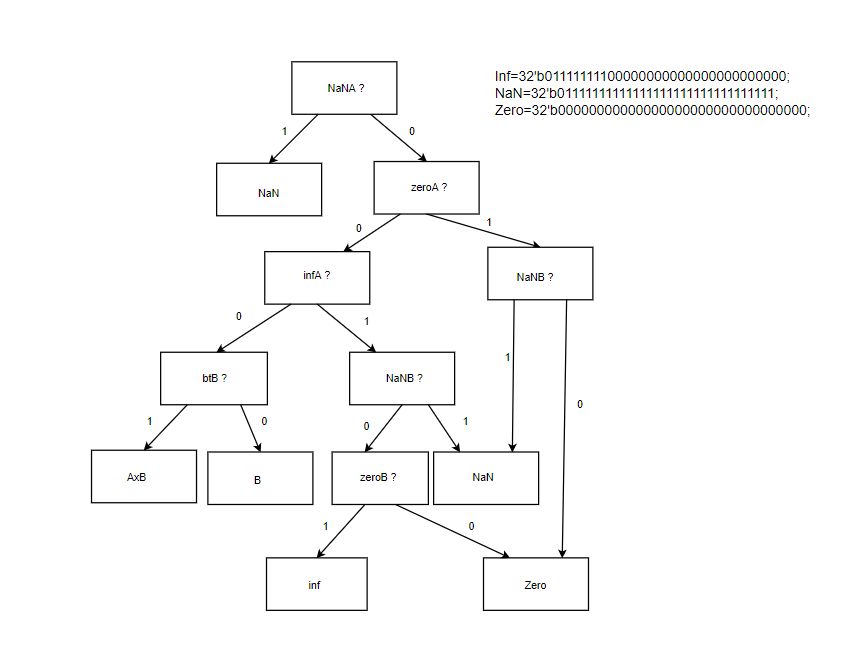 NaNA ?
Inf=32'b01111111100000000000000000000000;
NaN=32'b01111111111111111111111111111111;
Zero=32'b00000000000000000000000000000000;
1
0
NaN
zeroA ?
0
1
infA ?
NaNB ?
0
1
btB ?
NaNB ?
1
0
1
0
0
1
AxB
B
zeroB ?
NaN
1
0
inf
Zero